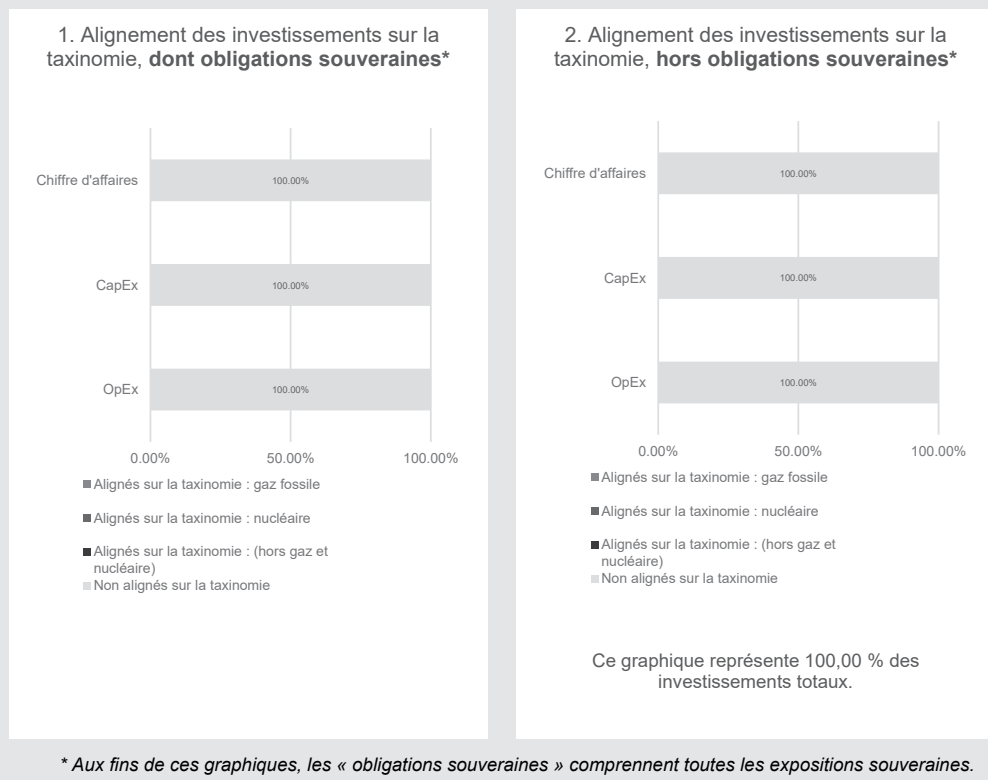 1. Alignement des investissements sur la
taxinomie, dont obligations souveraines*
Chiffre d'affaires
100.00%
CapEx
100.00%
OpEx
100.00%
0.00%
50.00%
100.00%
Alignés sur la taxinomie : gaz fossile
Alignés sur la taxinomie : nucléaire
Alignés sur la taxinomie : (hors gaz et
nucléaire)
Non alignés sur la taxinomie
2. Alignement des investissements sur la
taxinomie, hors obligations souveraines*
Chiffre d'affaires
100.00%
CapEx
100.00%
OpEx
100.00%
0.00%
50.00%
100.00%
Alignés sur la taxinomie : gaz fossile
Alignés sur la taxinomie : nucléaire
Alignés sur la taxinomie : (hors gaz et
nucléaire)
Non alignés sur la taxinomie
Ce graphique représente 100,00 % des
investissements totaux.
* Aux fins de ces graphiques, les « obligations souveraines » comprennent toutes les expositions souveraines.